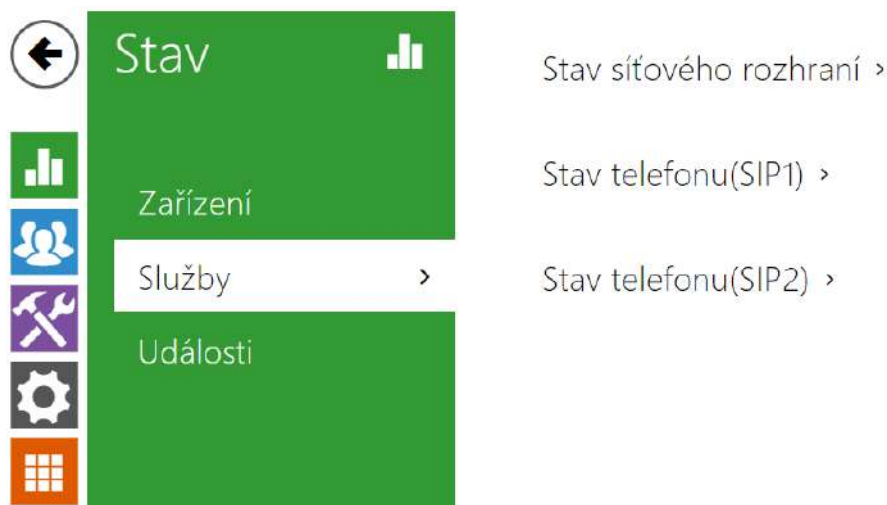 Stav
Zařízení
Služby
Události
Stav síťového rozhraní
Stav telefonu(SIP1)
Stav telefonu(SIP2)